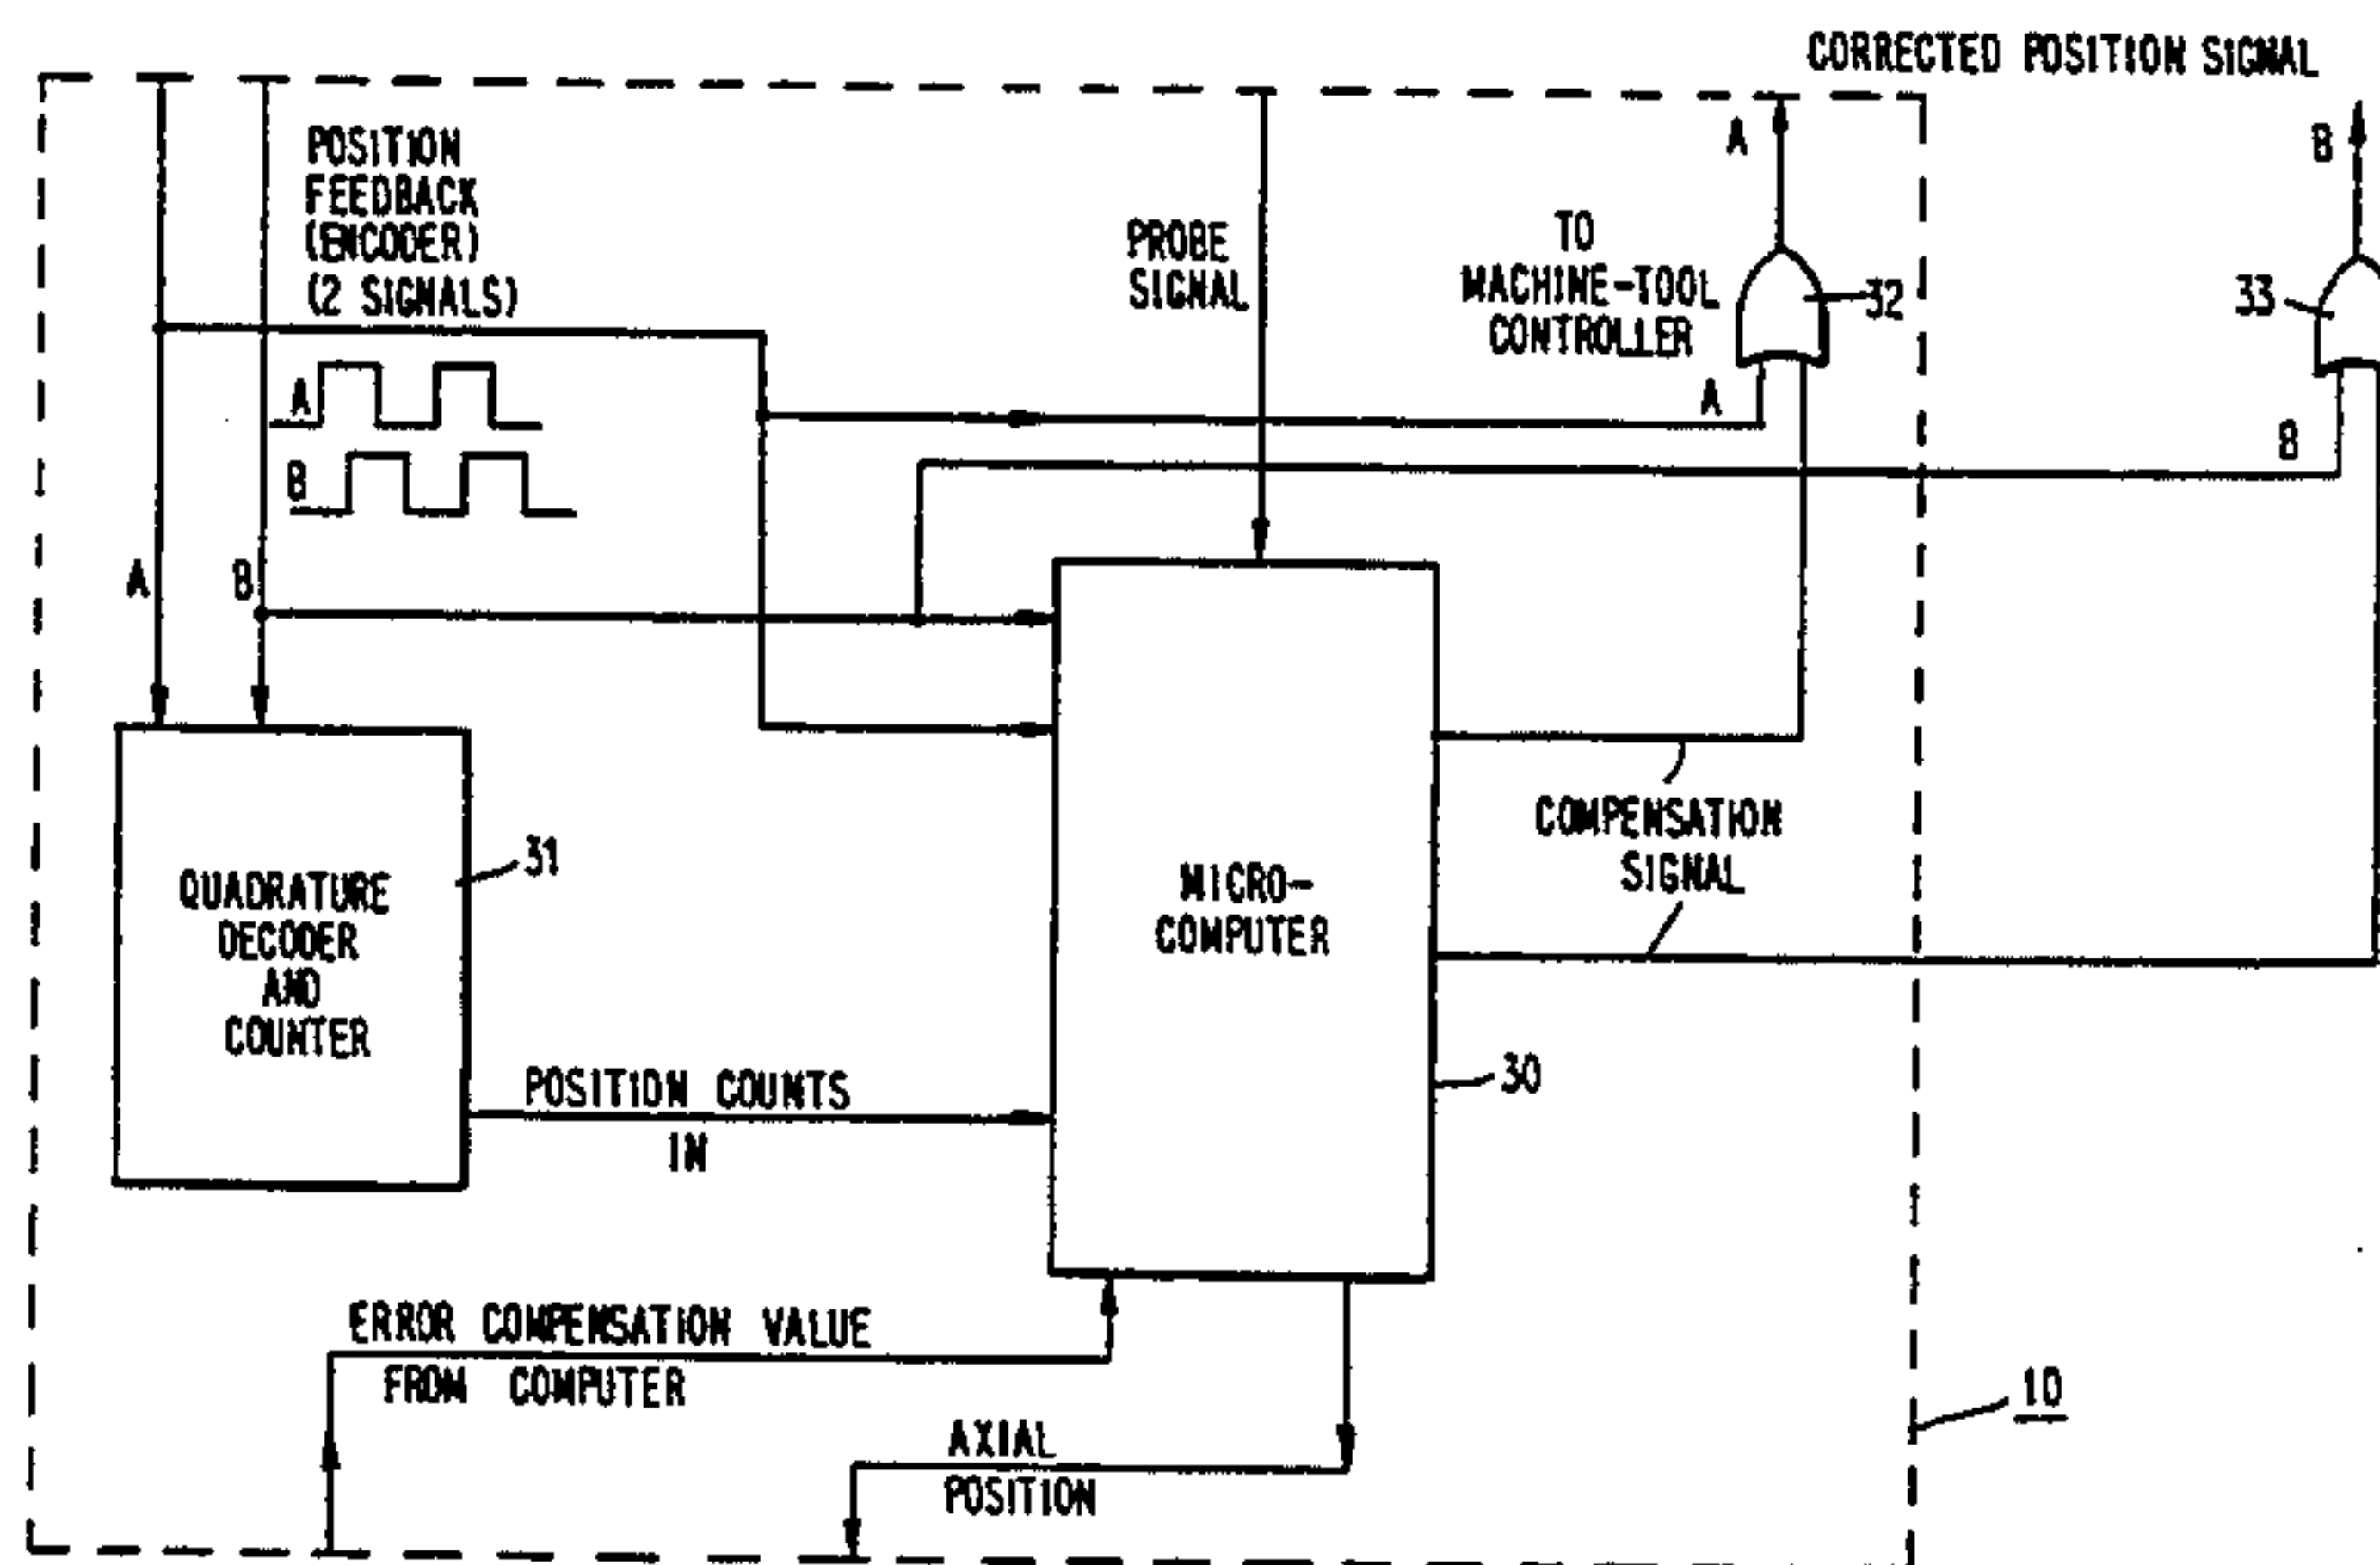 CORRECTED POSITION SIGNAL
A
B
POSITION
FEEDBACK
(ENCODER)
(2 SIGNALS)
PROBE
SIGNAL
TO
MACHINE-TOOL
CONTROLLER
32
33
A
A
B
B
A
B
QUADRATURE
DECODER
AND
COUNTER
31
MICRO-
COMPUTER
COMPENSATION
SIGNAL
30
POSITION COUNTS
IN
ERROR COMPENSATION VALUE
FROM COMPUTER
AXIAL
POSITION
10